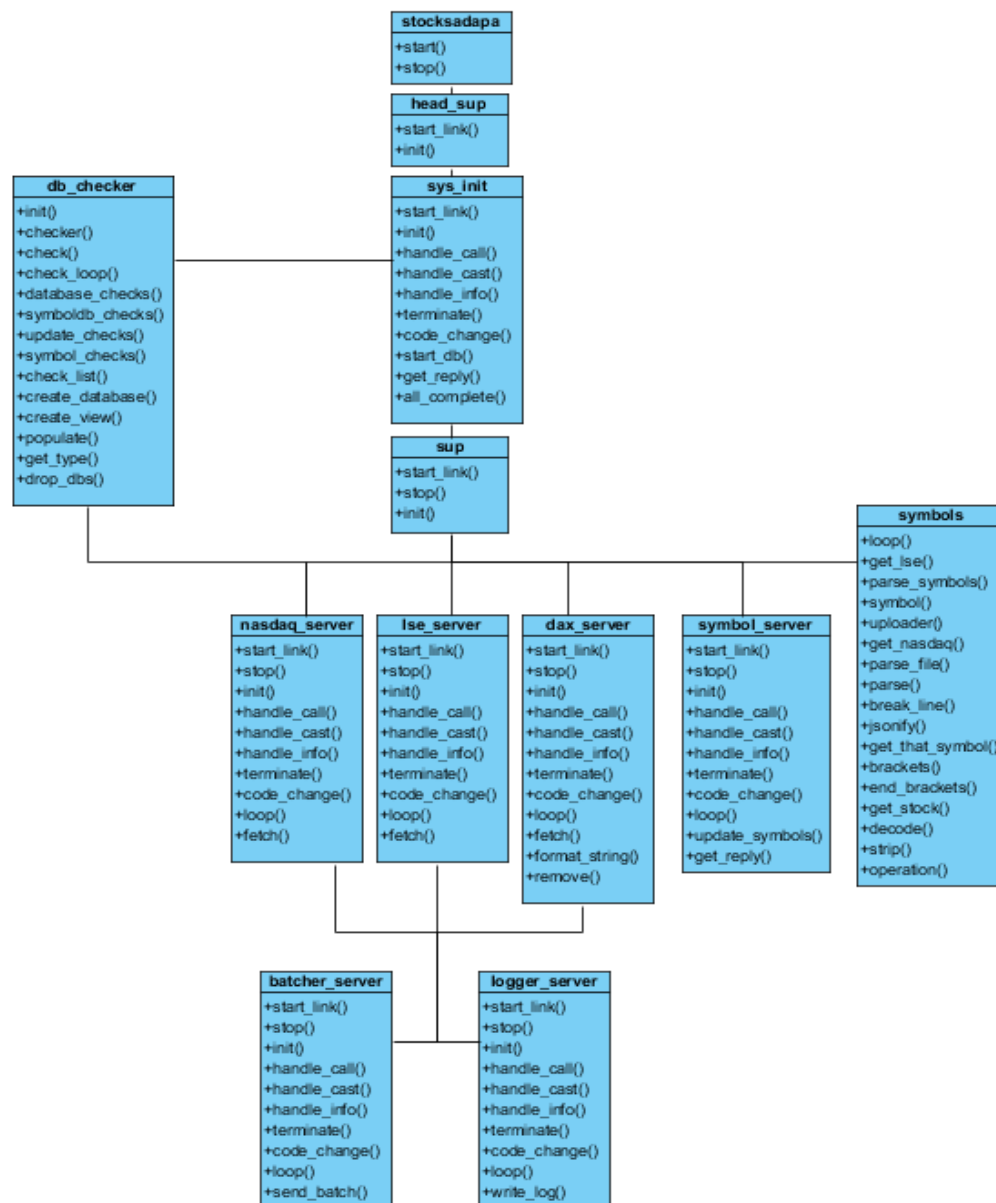 stocksadapa
+start()
+stop()
head_sup
+start_link()
+init()
db_checker
+init()
+checker()
+check()
+check_loop()
+database_checks()
+symboldb_checks()
+update_checks()
+symbol_checks()
+check_list()
+create_database()
+create_view()
+populate()
+get_type()
+drop_dbs()
sys_init
+start_link()
+init()
+handle_call()
+handle_cast()
+handle_info()
+terminate()
+code_change()
+start_db()
+get_reply()
+all_complete()
sup
+start_link()
+stop()
+init()
symbols
+loop()
+get_lse()
+parse_symbols()
+symbol()
+uploader()
+get_nasdaq()
+parse_file()
+parse()
+break_line()
+jsonify()
+get_that_symbol()
+brackets()
+end_brackets()
+get_stock()
+decode()
+strip()
+operation()
nasdaq_server
+start_link()
+stop()
+init()
+handle_call()
+handle_cast()
+handle_info()
+terminate()
+code_change()
+loop()
+fetch()
lse_server
+start_link()
+stop()
+init()
+handle_call()
+handle_cast()
+handle_info()
+terminate()
+code_change()
+loop()
+fetch()
dax_server
+start_link()
+stop()
+init()
+handle_call()
+handle_cast()
+handle_info()
+terminate()
+code_change()
+loop()
+fetch()
+format_string()
+remove()
symbol_server
+start_link()
+stop()
+init()
+handle_call()
+handle_cast()
+handle_info()
+terminate()
+code_change()
+loop()
+update_symbols()
+get_reply()
batcher_server
+start_link()
+stop()
+init()
+handle_call()
+handle_cast()
+handle_info()
+terminate()
+code_change()
+loop()
+send_batch()
logger_server
+start_link()
+stop()
+init()
+handle_call()
+handle_cast()
+handle_info()
+terminate()
+code_change()
+loop()
+write_log()